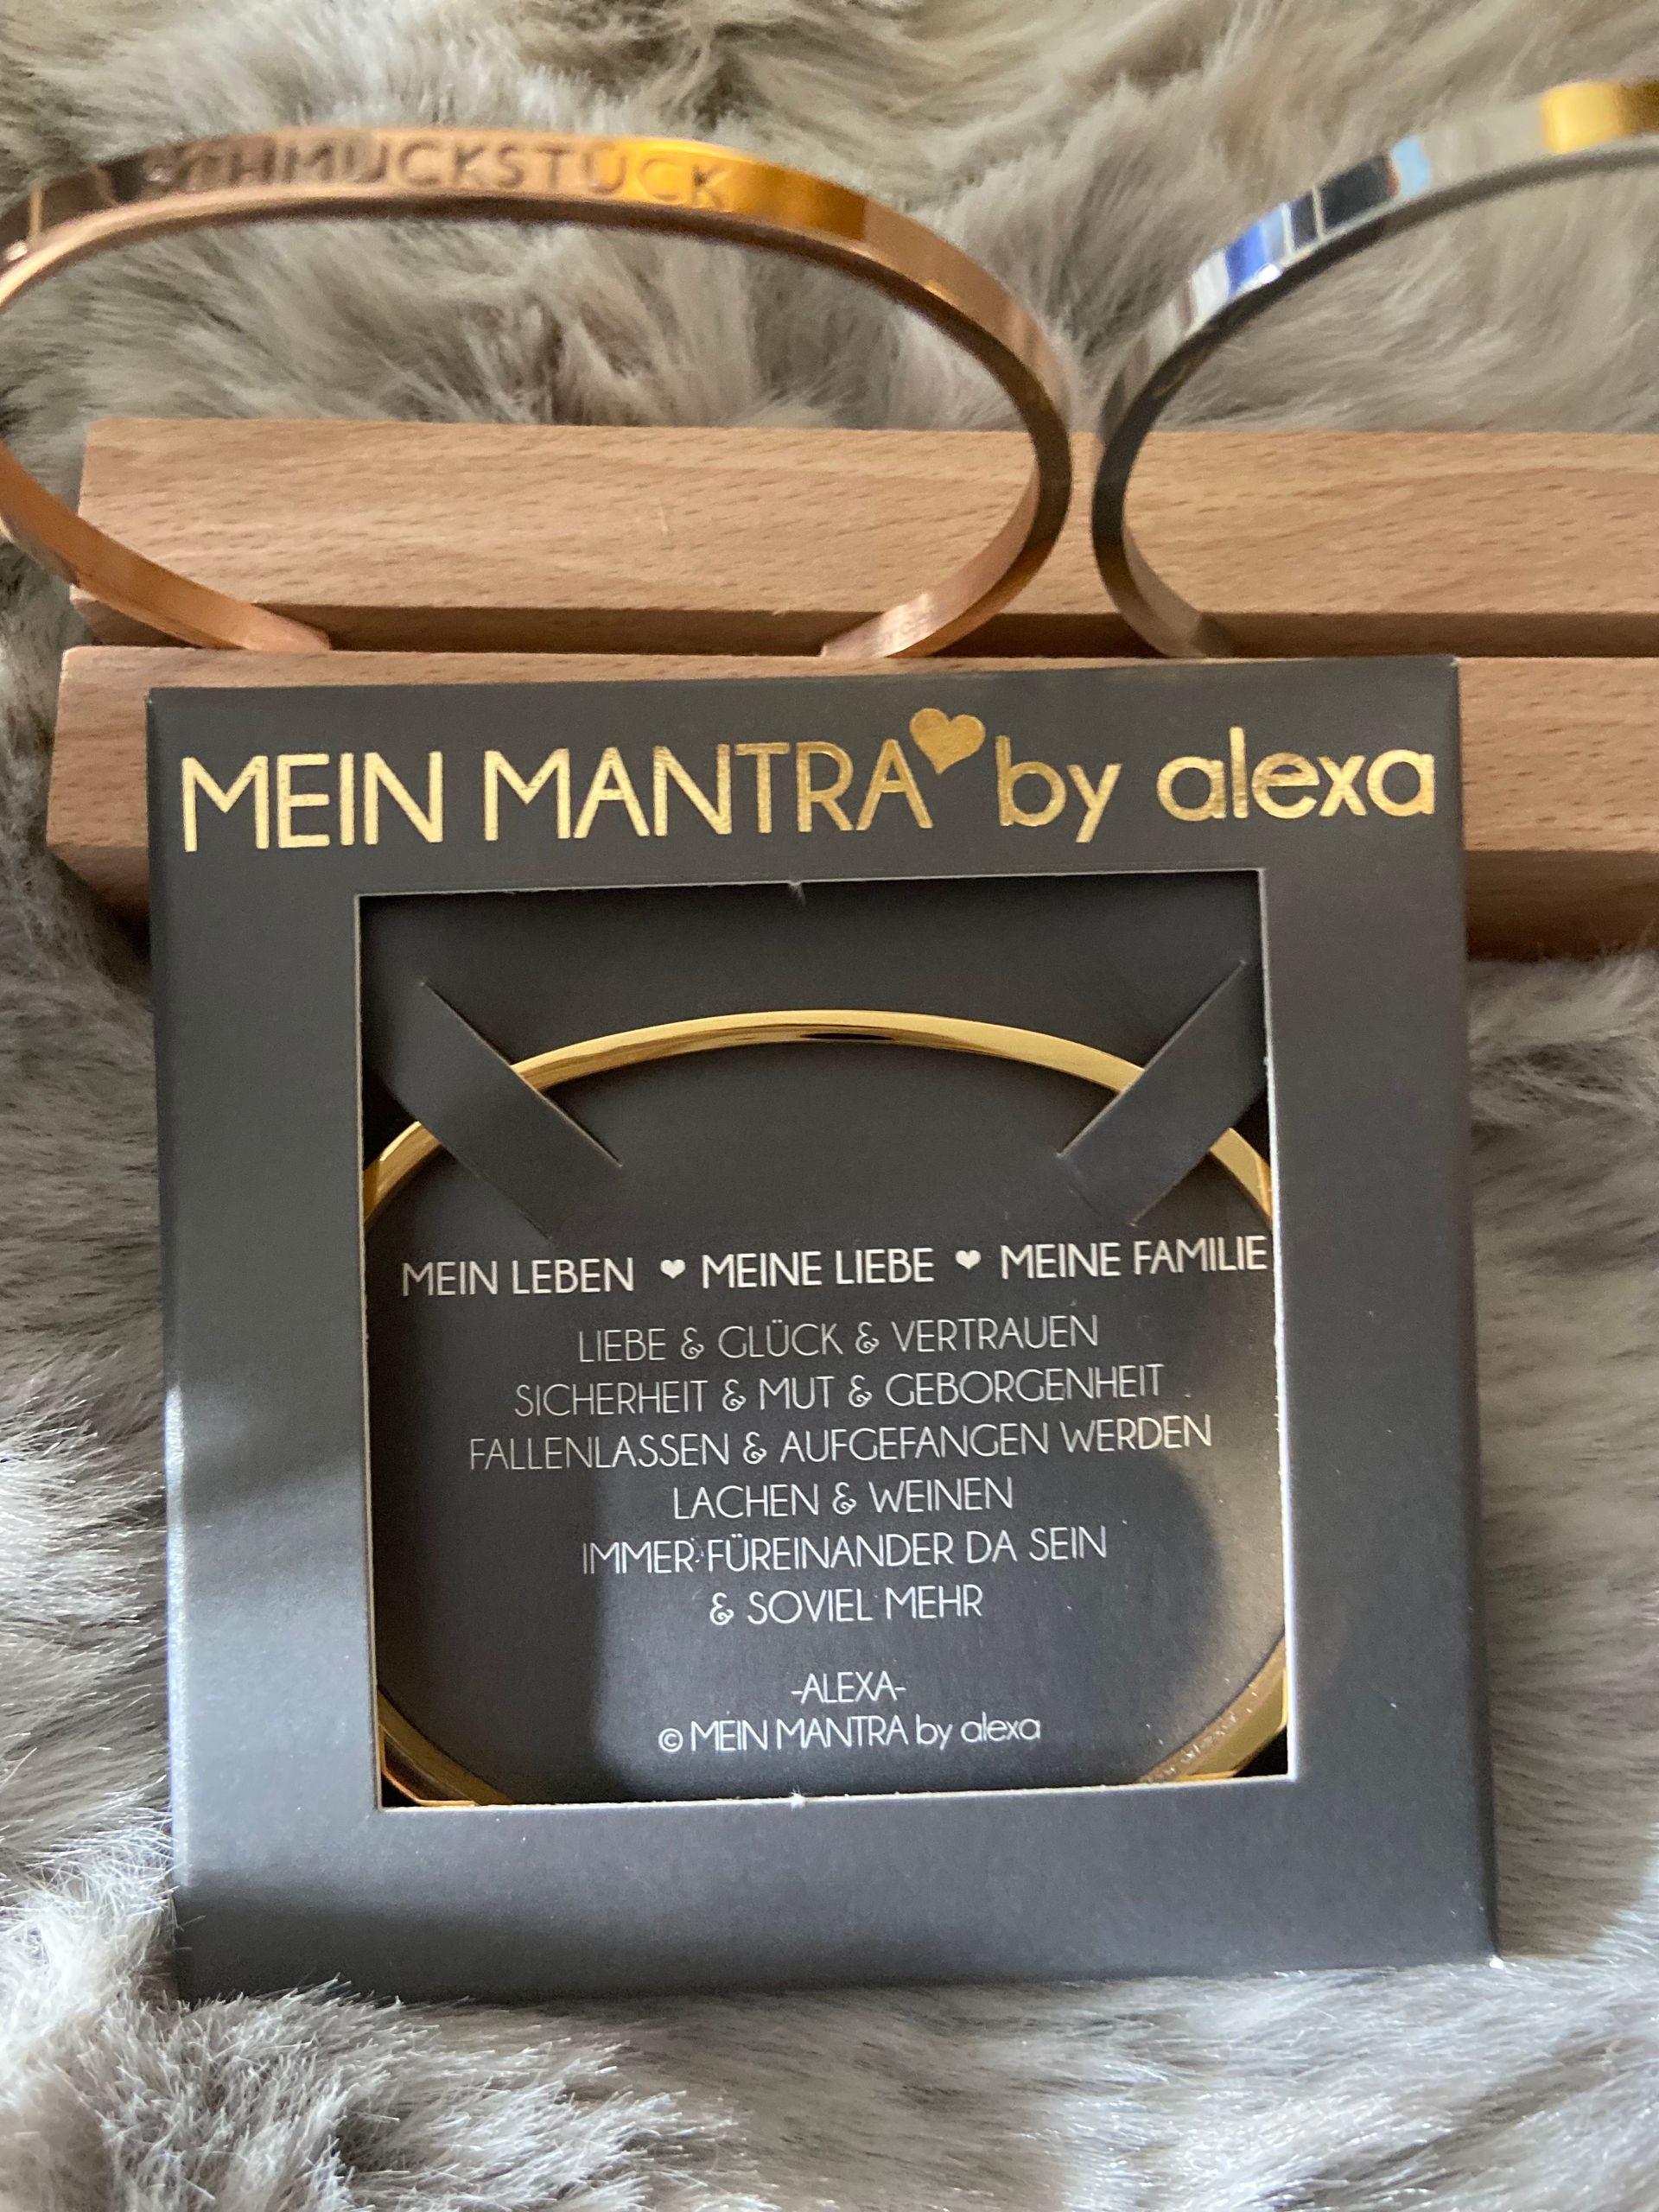 SCHMUCKSTÜCK
MEIN MANTRA♥by alexa
MEIN LEBEN ♥ MEINE LIEBE ♥ MEINE FAMILIE
LIEBE & GLÜCK & VERTRAUEN
SICHERHEIT & MUT & GEBORGENHEIT
FALLENLASSEN & AUFGEFANGEN WERDEN
LACHEN & WEINEN
IMMER FÜREINANDER DA SEIN
& SOVIEL MEHR
-ALEXA-
© MEIN MANTRA by alexa